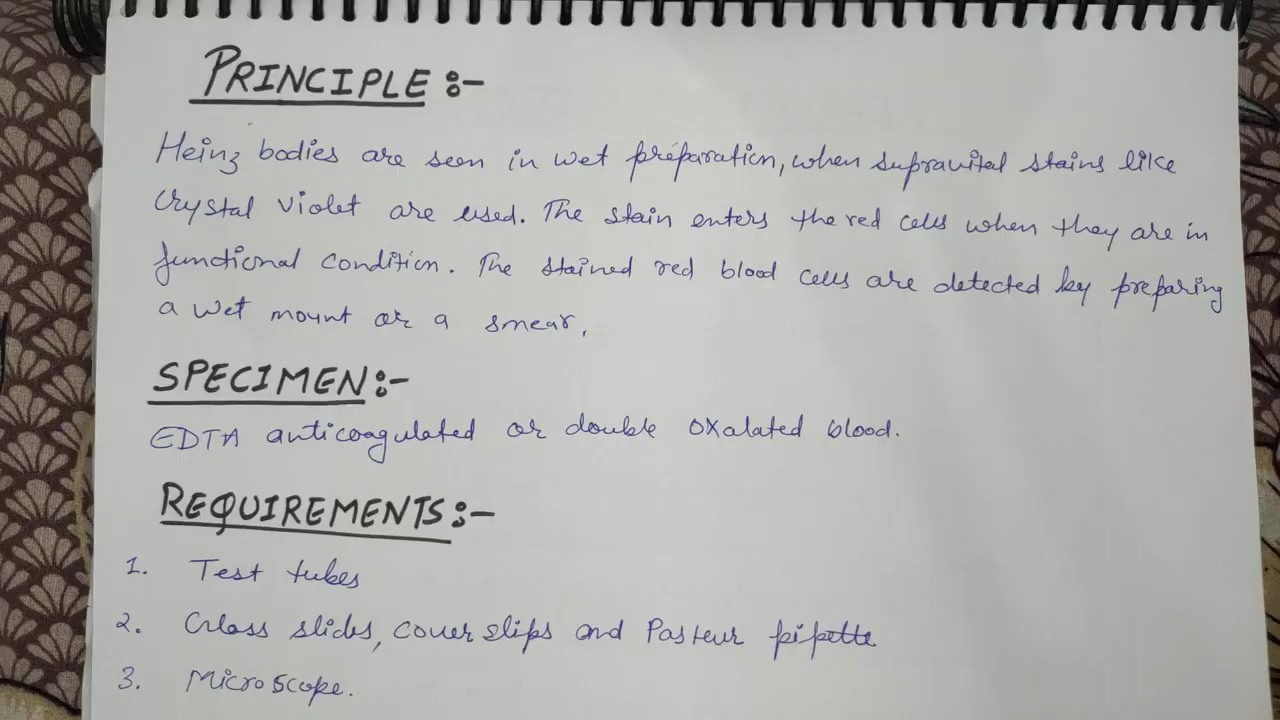 PRINCIPLE :-
Heinz bodies are seen in wet preparation, when supravital stains like
Crystal violet are used. The stain enters the red cells when they are in
functional condition. The stained red blood cells are detected by preparing
a wet mount or a smear.
SPECIMEN :-
EDTA anticoagulated or double oxalated blood.
REQUIREMENTS :-
1. Test tubes
2. Glass slides, cover slips and Pasteur pipette
3. Microscope.